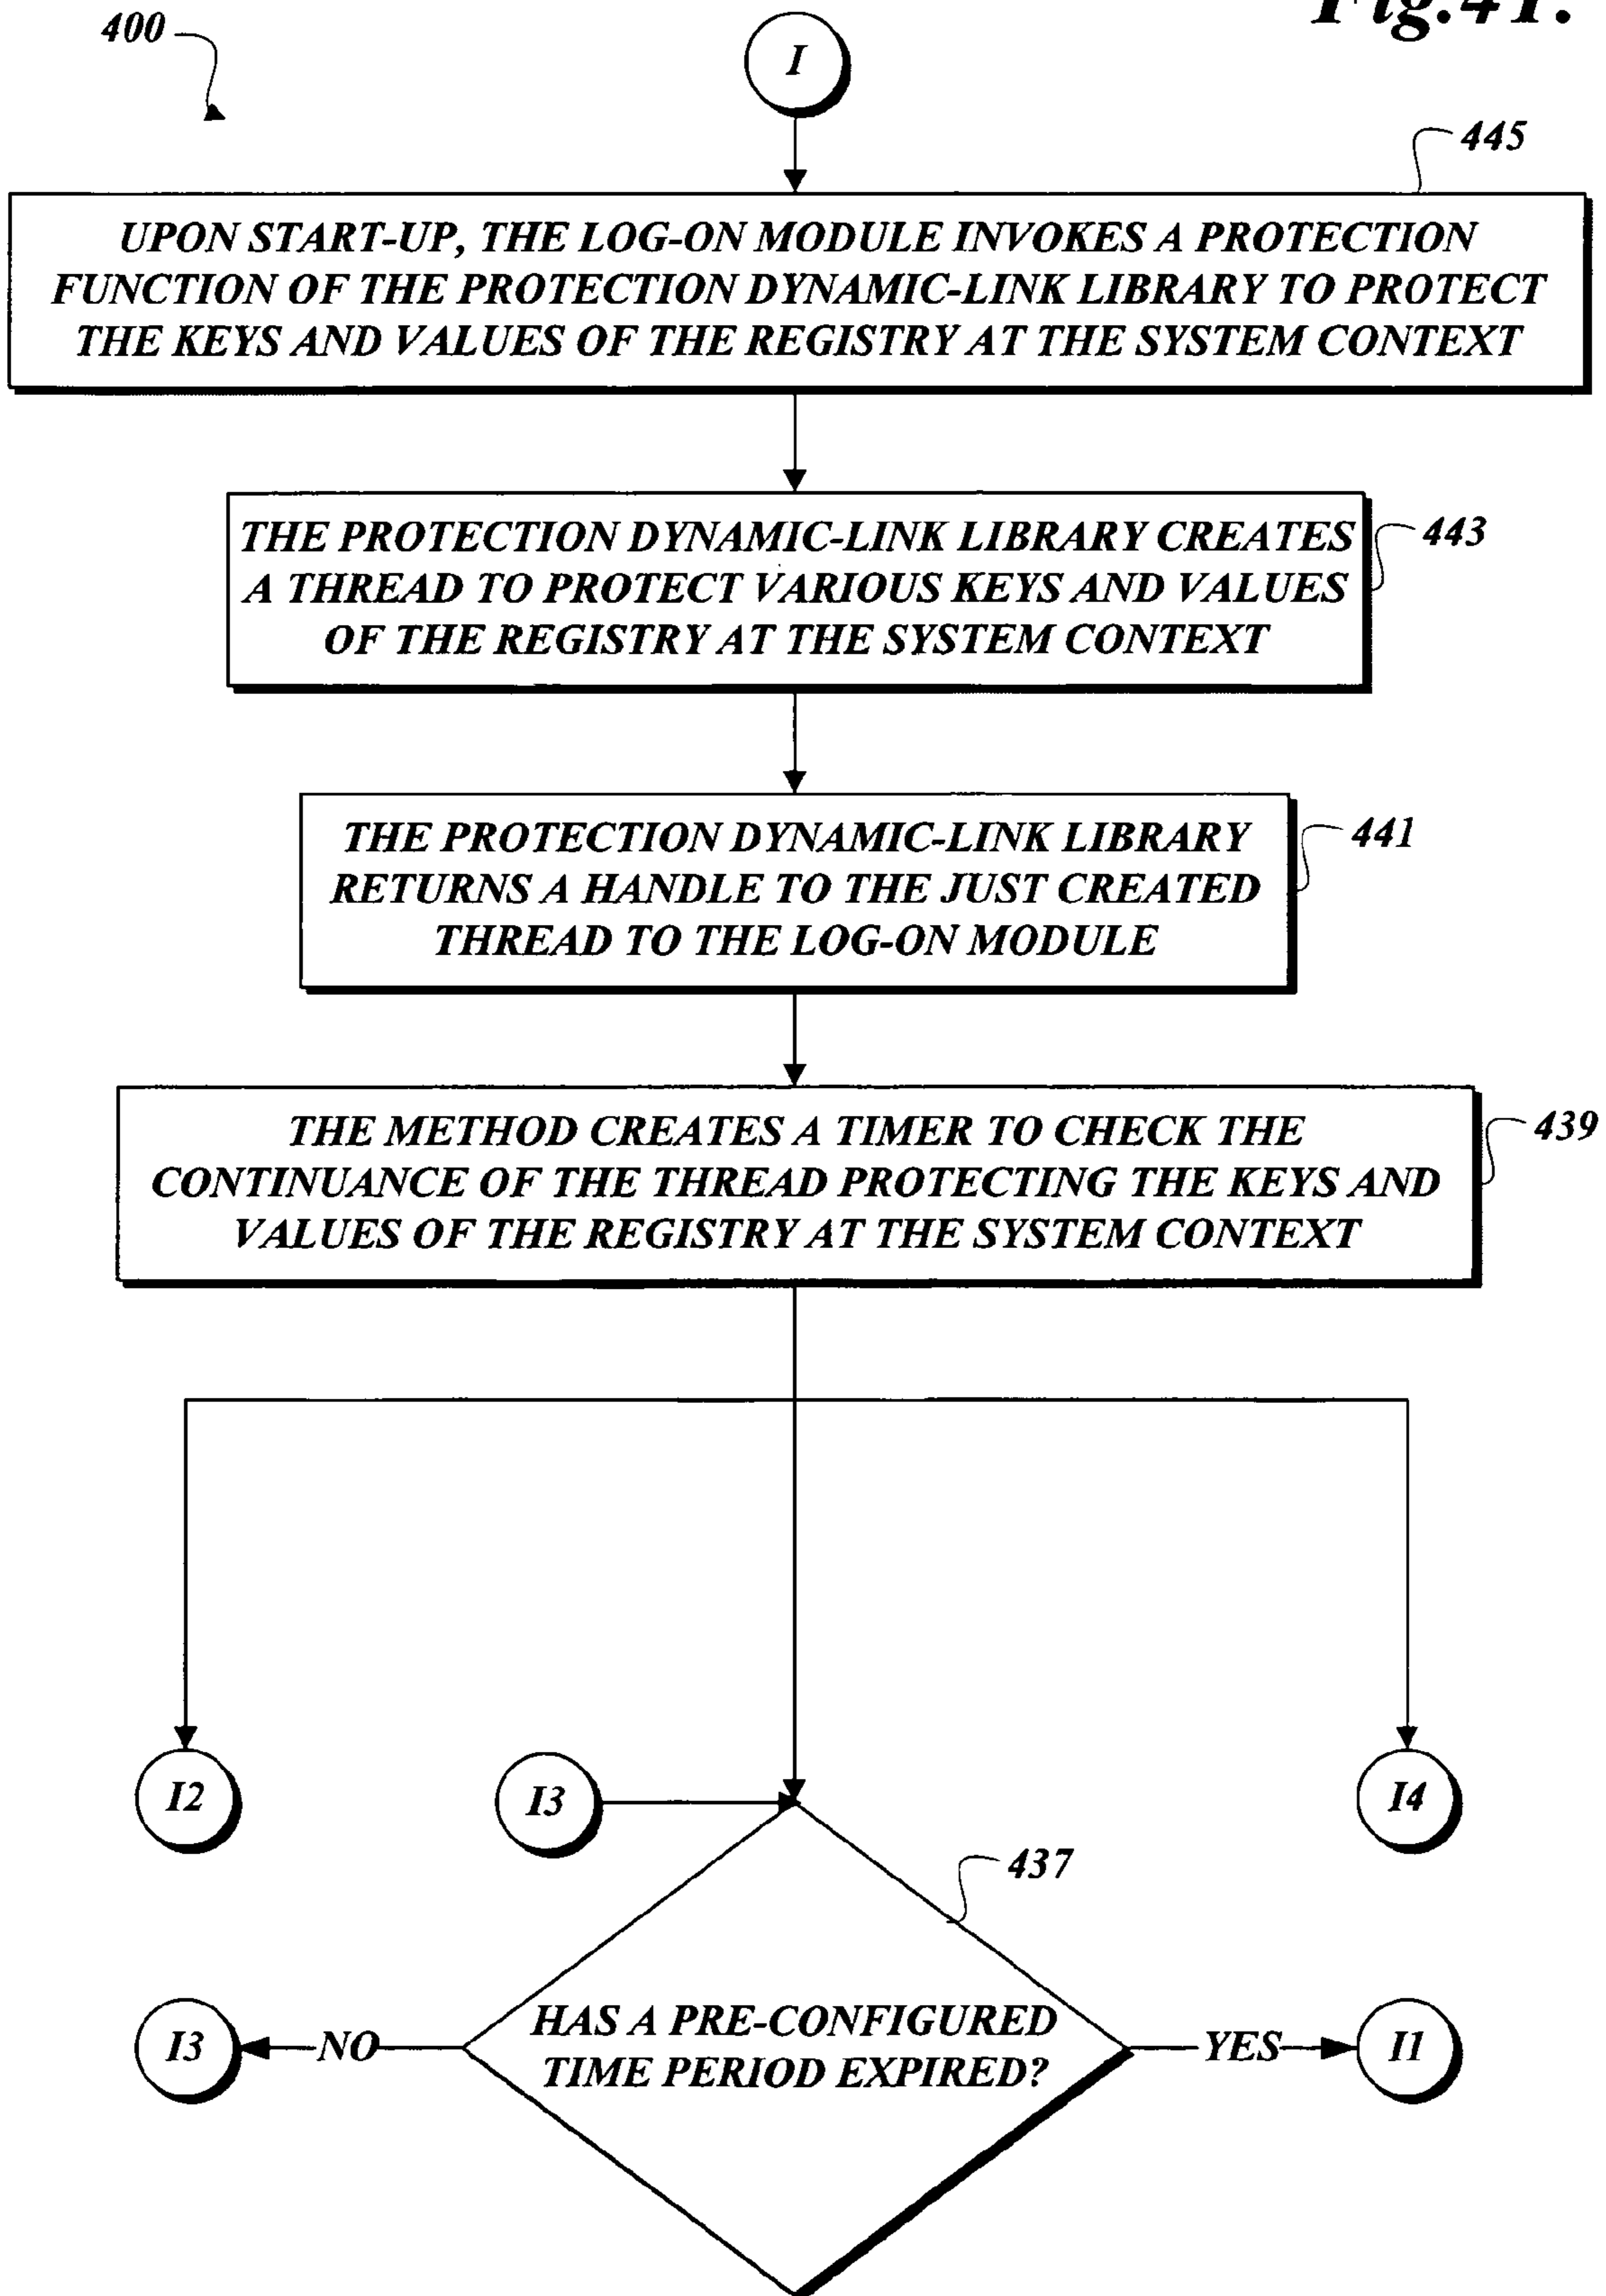 Fig.4I.
400
I
445
UPON START-UP, THE LOG-ON MODULE INVOKES A PROTECTION
FUNCTION OF THE PROTECTION DYNAMIC-LINK LIBRARY TO PROTECT
THE KEYS AND VALUES OF THE REGISTRY AT THE SYSTEM CONTEXT
443
THE PROTECTION DYNAMIC-LINK LIBRARY CREATES
A THREAD TO PROTECT VARIOUS KEYS AND VALUES
OF THE REGISTRY AT THE SYSTEM CONTEXT
441
THE PROTECTION DYNAMIC-LINK LIBRARY
RETURNS A HANDLE TO THE JUST CREATED
THREAD TO THE LOG-ON MODULE
439
THE METHOD CREATES A TIMER TO CHECK THE
CONTINUANCE OF THE THREAD PROTECTING THE KEYS AND
VALUES OF THE REGISTRY AT THE SYSTEM CONTEXT
I2
I3
I4
437
HAS A PRE-CONFIGURED
TIME PERIOD EXPIRED?
I3
NO
YES
I1